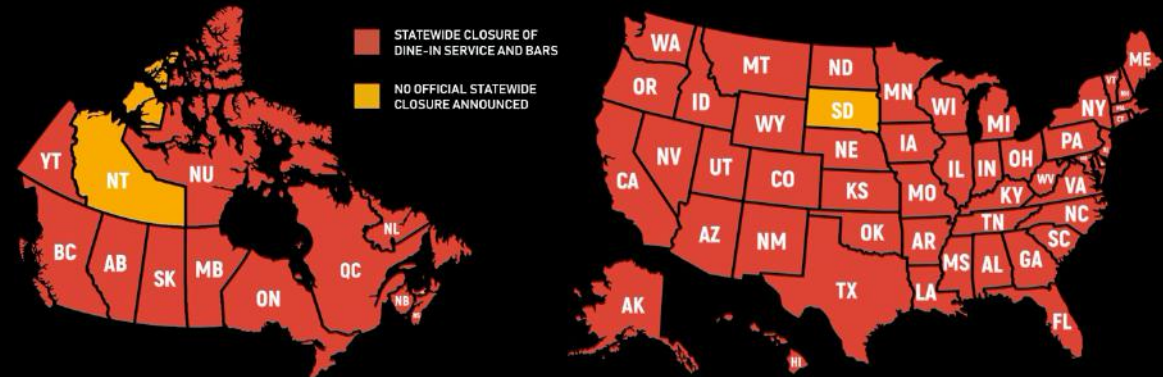 STATEWIDE CLOSURE OF
DINE-IN SERVICE AND BARS
NO OFFICIAL STATEWIDE
CLOSURE ANNOUNCED
YT
NT
NU
BC
AB
SK
MB
ON
QC
NL
NB
WA
OR
ID
MT
ND
SD
MN
WI
MI
NY
VT
ME
WY
NE
IA
IL
IN
OH
PA
CA
NV
UT
CO
KS
MO
KY
WV
VA
AZ
NM
OK
AR
TN
NC
SC
MS
AL
GA
TX
LA
FL
AK
HI